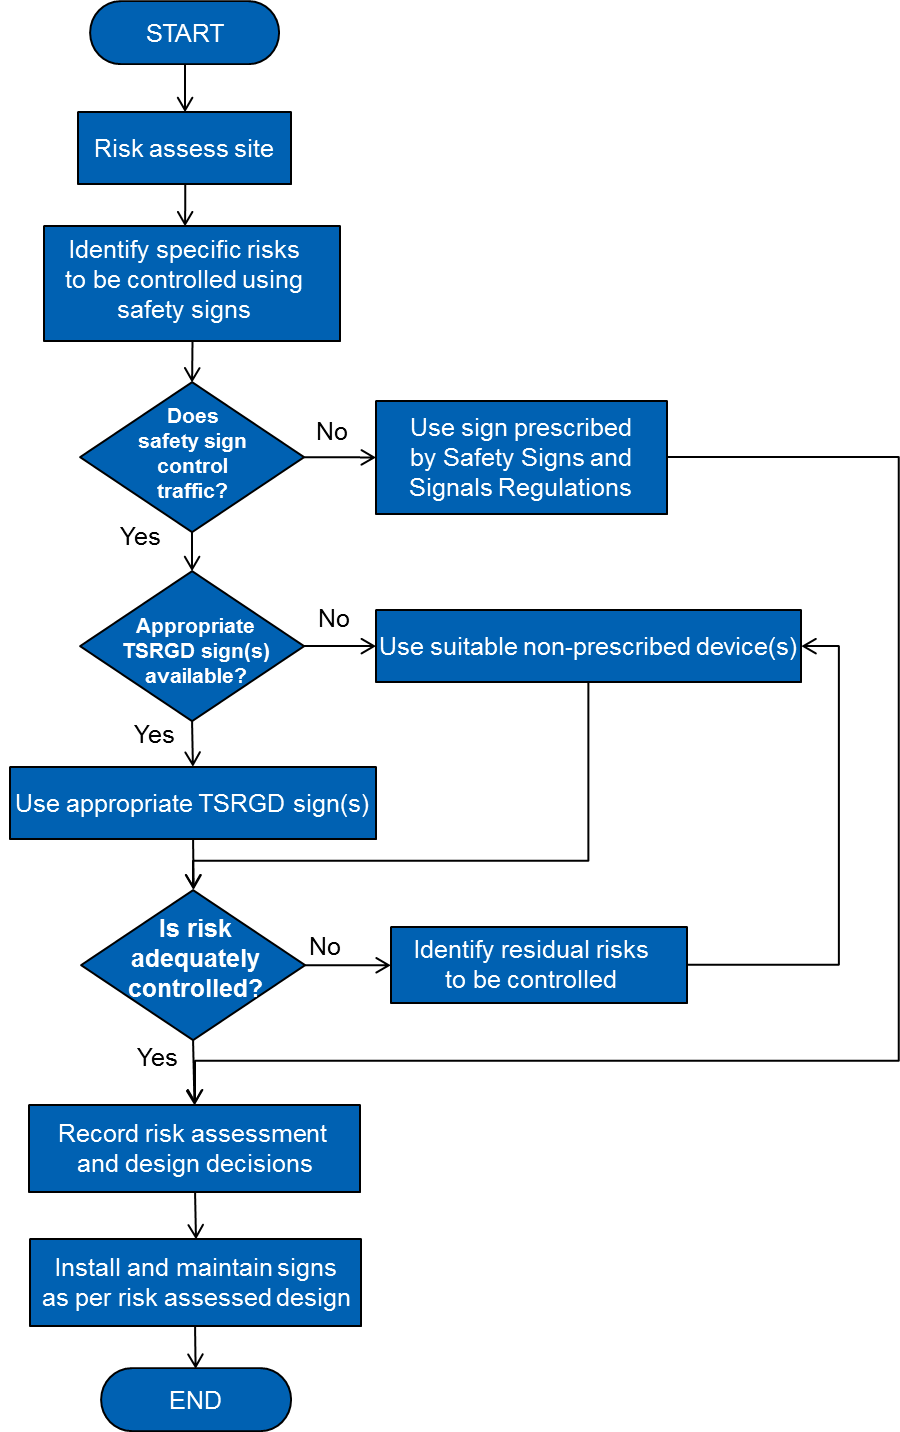 START
Risk assess site
Identify specific risks
to be controlled using
safety signs
Does
safety sign
control
traffic?
No
Use sign prescribed
by Safety Signs and
Signals Regulations
Yes
Appropriate
TSRGD sign(s)
available?
No
Use suitable non-prescribed device(s)
Yes
Use appropriate TSRGD sign(s)
Is risk
adequately
controlled?
No
Identify residual risks
to be controlled
Yes
Record risk assessment
and design decisions
Install and maintain signs
as per risk assessed design
END